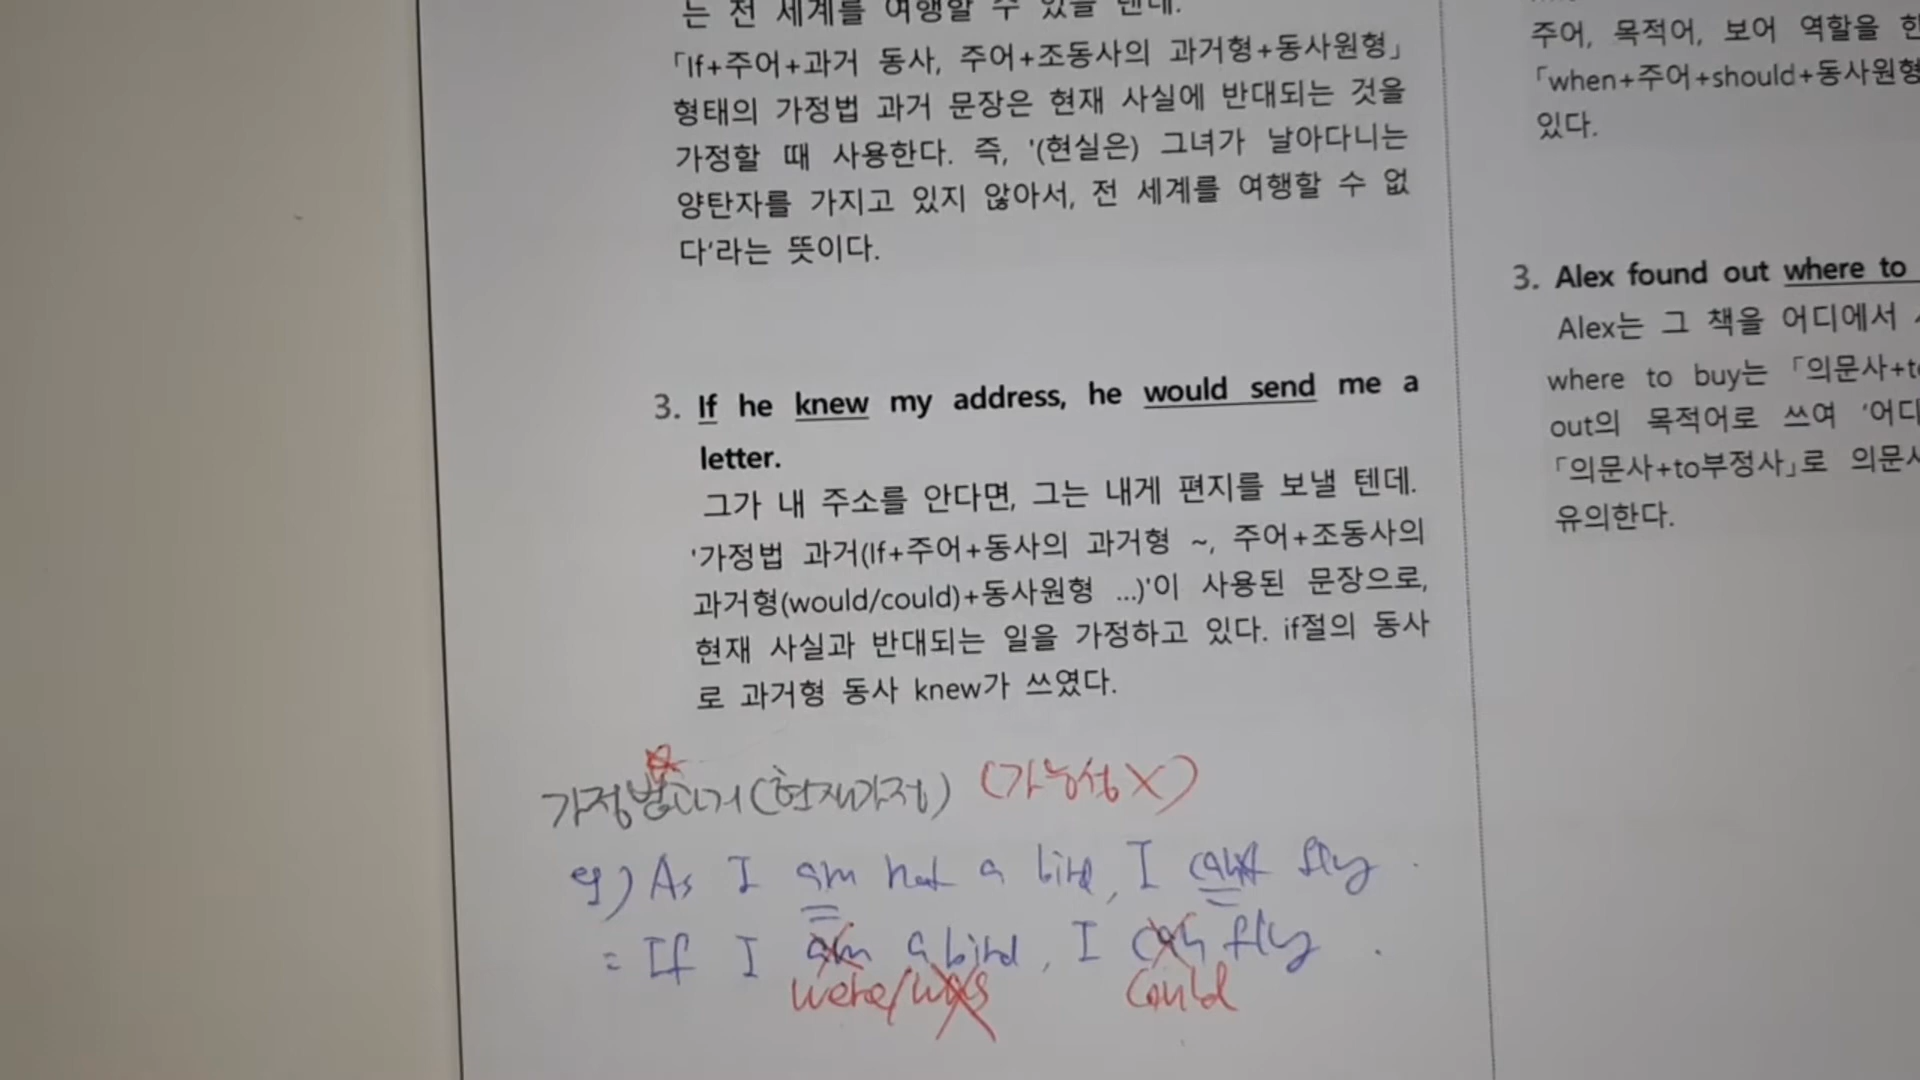 는 전 세계를 여행할 수 있을 텐데.
「If+주어+과거 동사, 주어+조동사의 과거형+동사원형」
형태의 가정법 과거 문장은 현재 사실에 반대되는 것을
가정할 때 사용한다. 즉, '(현실은) 그녀가 날아다니는
양탄자를 가지고 있지 않아서, 전 세계를 여행할 수 없
다'라는 뜻이다.
3. If he knew my address, he would send me a
letter.
그가 내 주소를 안다면, 그는 내게 편지를 보낼 텐데.
'가정법 과거(If+주어+동사의 과거형 ~, 주어+조동사의
과거형(would/could)+동사원형 ...)'이 사용된 문장으로,
현재 사실과 반대되는 일을 가정하고 있다. if절의 동사
로 과거형 동사 knew가 쓰였다.
가정법과거(현재가정) (가능성X)
eg) As I am not a bird, I can't fly.
= If I am a bird, I can fly.
were/was could
주어, 목적어, 보어 역할을 한
「when+주어+should+동사원형
있다.
3. Alex found out where to
Alex는 그 책을 어디에서
where to buy는 「의문사+to
out의 목적어로 쓰여 '어디
「의문사+to부정사」로 의문사
유의한다.